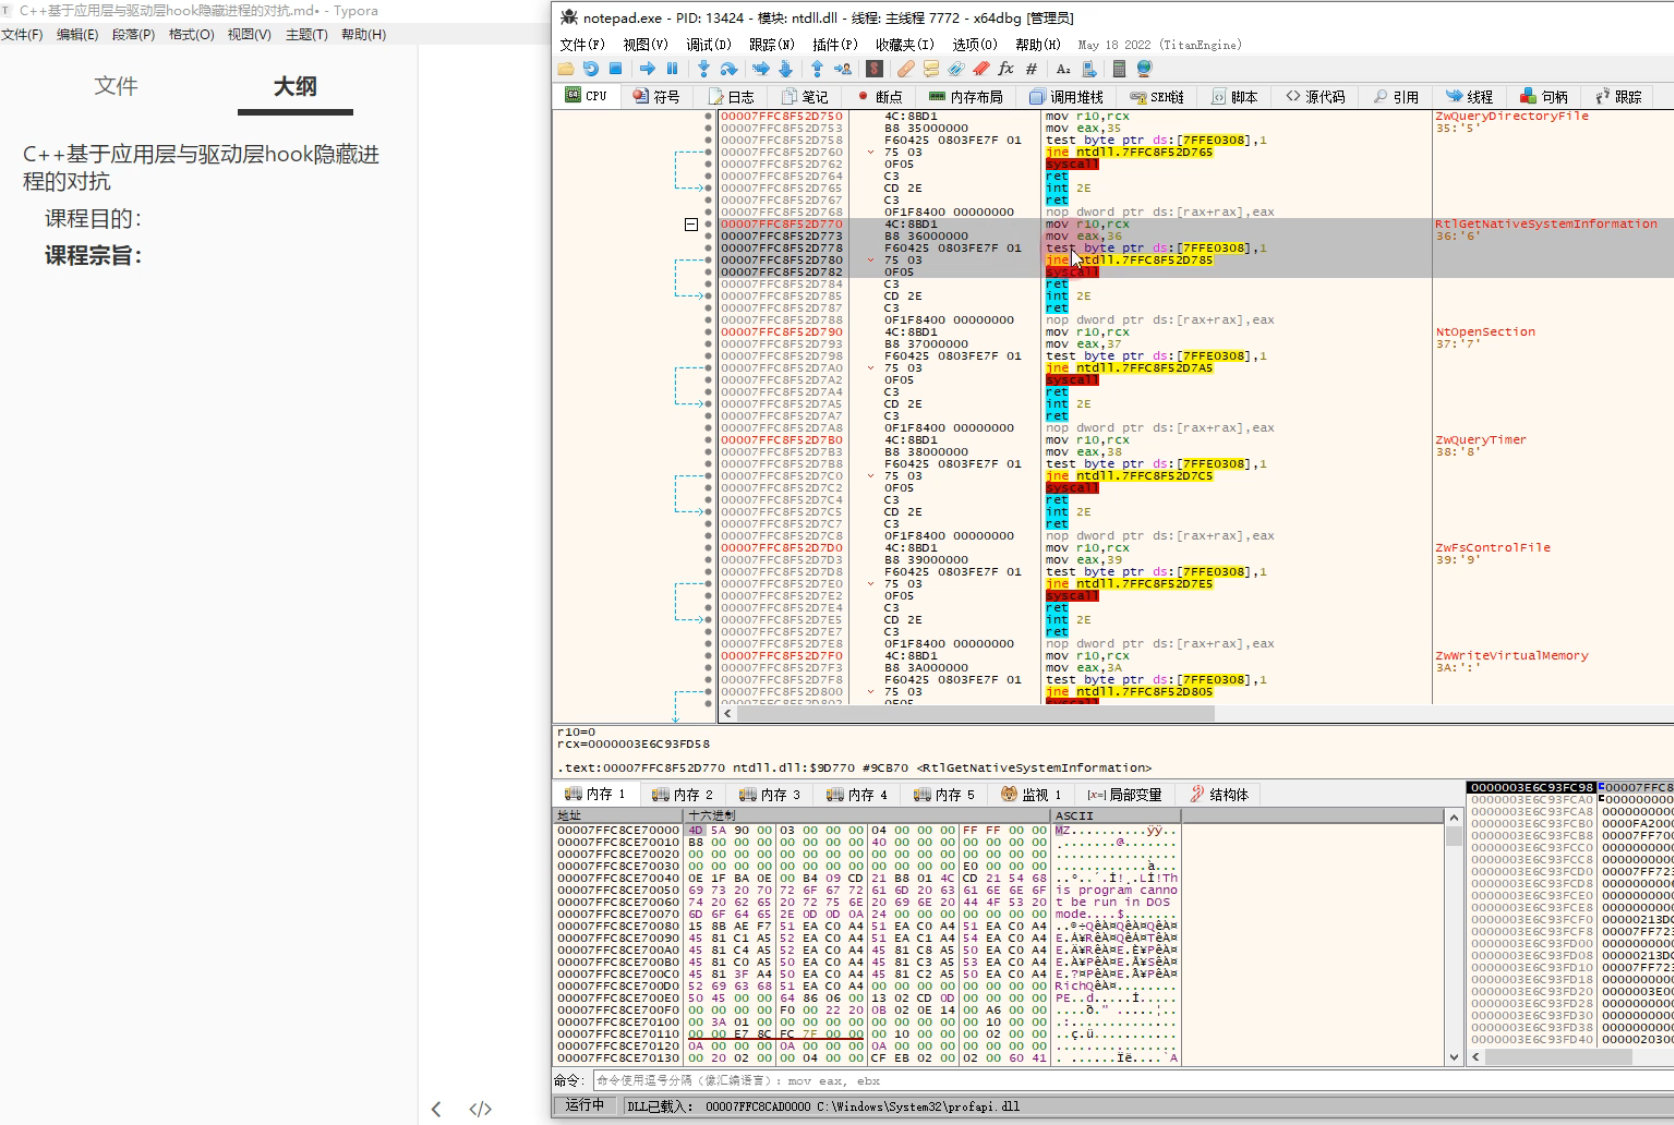 C++基于应用层与驱动层hook隐藏进程的对抗.md• - Typora
文件(F) 编辑(E) 段落(P) 格式(O) 视图(V) 主题(T) 帮助(H)
文件 大纲
C++基于应用层与驱动层hook隐藏进
程的对抗
课程目的:
课程宗旨:
notepad.exe - PID: 13424 - 模块: ntdll.dll - 线程: 主线程 7772 - x64dbg [管理员]
文件(F) 视图(V) 调试(D) 跟踪(N) 插件(P) 收藏夹(I) 选项(O) 帮助(H) May 18 2022 (TitanEngine)
CPU 符号 日志 笔记 断点 内存布局 调用堆栈 SEH链 脚本 源代码 引用 线程 句柄 跟踪
00007FFC8F52D750 4C:8BD1 mov r10,rcx ZwQueryDirectoryFile
00007FFC8F52D753 B8 35000000 mov eax,35 35:'5'
00007FFC8F52D758 F60425 0803FE7F 01 test byte ptr ds:[7FFE0308],1
00007FFC8F52D760 75 03 jne ntdll.7FFC8F52D765
00007FFC8F52D762 0F05 syscall
00007FFC8F52D764 C3 ret
00007FFC8F52D765 CD 2E int 2E
00007FFC8F52D767 C3 ret
00007FFC8F52D768 0F1F8400 00000000 nop dword ptr ds:[rax+rax],eax
00007FFC8F52D770 4C:8BD1 mov r10,rcx RtlGetNativeSystemInformation
00007FFC8F52D773 B8 36000000 mov eax,36 36:'6'
00007FFC8F52D778 F60425 0803FE7F 01 test byte ptr ds:[7FFE0308],1
00007FFC8F52D780 75 03 jne ntdll.7FFC8F52D785
00007FFC8F52D782 0F05 syscall
00007FFC8F52D784 C3 ret
00007FFC8F52D785 CD 2E int 2E
00007FFC8F52D787 C3 ret
00007FFC8F52D788 0F1F8400 00000000 nop dword ptr ds:[rax+rax],eax
00007FFC8F52D790 4C:8BD1 mov r10,rcx NtOpenSection
00007FFC8F52D793 B8 37000000 mov eax,37 37:'7'
00007FFC8F52D798 F60425 0803FE7F 01 test byte ptr ds:[7FFE0308],1
00007FFC8F52D7A0 75 03 jne ntdll.7FFC8F52D7A5
00007FFC8F52D7A2 0F05 syscall
00007FFC8F52D7A4 C3 ret
00007FFC8F52D7A5 CD 2E int 2E
00007FFC8F52D7A7 C3 ret
00007FFC8F52D7A8 0F1F8400 00000000 nop dword ptr ds:[rax+rax],eax
00007FFC8F52D7B0 4C:8BD1 mov r10,rcx ZwQueryTimer
00007FFC8F52D7B3 B8 38000000 mov eax,38 38:'8'
00007FFC8F52D7B8 F60425 0803FE7F 01 test byte ptr ds:[7FFE0308],1
00007FFC8F52D7C0 75 03 jne ntdll.7FFC8F52D7C5
00007FFC8F52D7C2 0F05 syscall
00007FFC8F52D7C4 C3 ret
00007FFC8F52D7C5 CD 2E int 2E
00007FFC8F52D7C7 C3 ret
00007FFC8F52D7C8 0F1F8400 00000000 nop dword ptr ds:[rax+rax],eax
00007FFC8F52D7D0 4C:8BD1 mov r10,rcx ZwFsControlFile
00007FFC8F52D7D3 B8 39000000 mov eax,39 39:'9'
00007FFC8F52D7D8 F60425 0803FE7F 01 test byte ptr ds:[7FFE0308],1
00007FFC8F52D7E0 75 03 jne ntdll.7FFC8F52D7E5
00007FFC8F52D7E2 0F05 syscall
00007FFC8F52D7E4 C3 ret
00007FFC8F52D7E5 CD 2E int 2E
00007FFC8F52D7E7 C3 ret
00007FFC8F52D7E8 0F1F8400 00000000 nop dword ptr ds:[rax+rax],eax
00007FFC8F52D7F0 4C:8BD1 mov r10,rcx ZwWriteVirtualMemory
00007FFC8F52D7F3 B8 3A000000 mov eax,3A 3A:':'
00007FFC8F52D7F8 F60425 0803FE7F 01 test byte ptr ds:[7FFE0308],1
00007FFC8F52D800 75 03 jne ntdll.7FFC8F52D805
00007FFC8F52D802 0F05 syscall
r10=0
rcx=0000003E6C93FD58
.text:00007FFC8F52D770 ntdll.dll:$9D770 #9CB70 <RtlGetNativeSystemInformation>
内存 1 内存 2 内存 3 内存 4 内存 5 监视 1 [x=]局部变量 结构体
地址 十六进制 ASCII
00007FFC8CE70000 4D 5A 90 00 03 00 00 00 04 00 00 00 FF FF 00 00 MZ..........ÿÿ..
00007FFC8CE70010 B8 00 00 00 00 00 00 00 40 00 00 00 00 00 00 00 ¸.......@.......
00007FFC8CE70020 00 00 00 00 00 00 00 00 00 00 00 00 00 00 00 00 ................
00007FFC8CE70030 00 00 00 00 00 00 00 00 00 00 00 00 E0 00 00 00 ............à...
00007FFC8CE70040 0E 1F BA 0E 00 B4 09 CD 21 B8 01 4C CD 21 54 68 ..º..´.Í!¸.LÍ!Th
00007FFC8CE70050 69 73 20 70 72 6F 67 72 61 6D 20 63 61 6E 6E 6F is program canno
00007FFC8CE70060 74 20 62 65 20 72 75 6E 20 69 6E 20 44 4F 53 20 t be run in DOS
00007FFC8CE70070 6D 6F 64 65 2E 0D 0D 0A 24 00 00 00 00 00 00 00 mode....$.......
00007FFC8CE70080 15 8B AE F7 51 EA C0 A4 51 EA C0 A4 51 EA C0 A4 ..®÷QêÀ¤QêÀ¤QêÀ¤
00007FFC8CE70090 45 81 C1 A5 52 EA C0 A4 51 EA C1 A4 54 EA C0 A4 E.Á¥RêÀ¤QêÁ¤TêÀ¤
00007FFC8CE700A0 45 81 C4 A5 52 EA C0 A4 45 81 C8 A5 50 EA C0 A4 E.Ä¥RêÀ¤E.È¥PêÀ¤
00007FFC8CE700B0 45 81 C0 A5 50 EA C0 A4 45 81 C3 A5 53 EA C0 A4 E.À¥PêÀ¤E.Ã¥SêÀ¤
00007FFC8CE700C0 45 81 3F A4 50 EA C0 A4 45 81 C2 A5 50 EA C0 A4 E.?¤PêÀ¤E.Â¥PêÀ¤
00007FFC8CE700D0 52 69 63 68 51 EA C0 A4 00 00 00 00 00 00 00 00 RichQêÀ¤........
00007FFC8CE700E0 50 45 00 00 64 86 06 00 13 02 CD 0D 00 00 00 00 PE..d.....Í.....
00007FFC8CE700F0 00 00 00 00 F0 00 22 20 0B 02 0E 14 00 A6 00 00 ....ð." .....¦..
00007FFC8CE70100 00 3A 01 00 00 00 00 00 00 00 00 00 00 10 00 00 .:..............
00007FFC8CE70110 00 00 E7 8C FC 7F 00 00 00 10 00 00 00 02 00 00 ..ç.ü...........
00007FFC8CE70120 0A 00 00 00 0A 00 00 00 0A 00 00 00 00 00 00 00 ................
00007FFC8CE70130 00 20 02 00 00 04 00 00 CF EB 02 00 02 00 60 41 . ......Ïë....`A
0000003E6C93FC98 00007FFC8
0000003E6C93FCA0 000000000
0000003E6C93FCA8 000000000
0000003E6C93FCB0 0000FA200
0000003E6C93FCB8 00007FF70
0000003E6C93FCC0 000000000
0000003E6C93FCC8 000000000
0000003E6C93FCD0 00007FF72
0000003E6C93FCD8 000000000
0000003E6C93FCE0 000000000
0000003E6C93FCE8 000000000
0000003E6C93FCF0 00000213D
0000003E6C93FCF8 00007FF72
0000003E6C93FD00 000000000
0000003E6C93FD08 00000213D
0000003E6C93FD10 00007FF72
0000003E6C93FD18 000000000
0000003E6C93FD20 0000003E0
0000003E6C93FD28 000000000
0000003E6C93FD30 000000000
0000003E6C93FD38 000000000
0000003E6C93FD40 000002030
命令: 命令使用逗号分隔（像汇编语言）: mov eax, ebx
运行中 DLL已载入: 00007FFC8CAD0000 C:\Windows\System32\profapi.dll